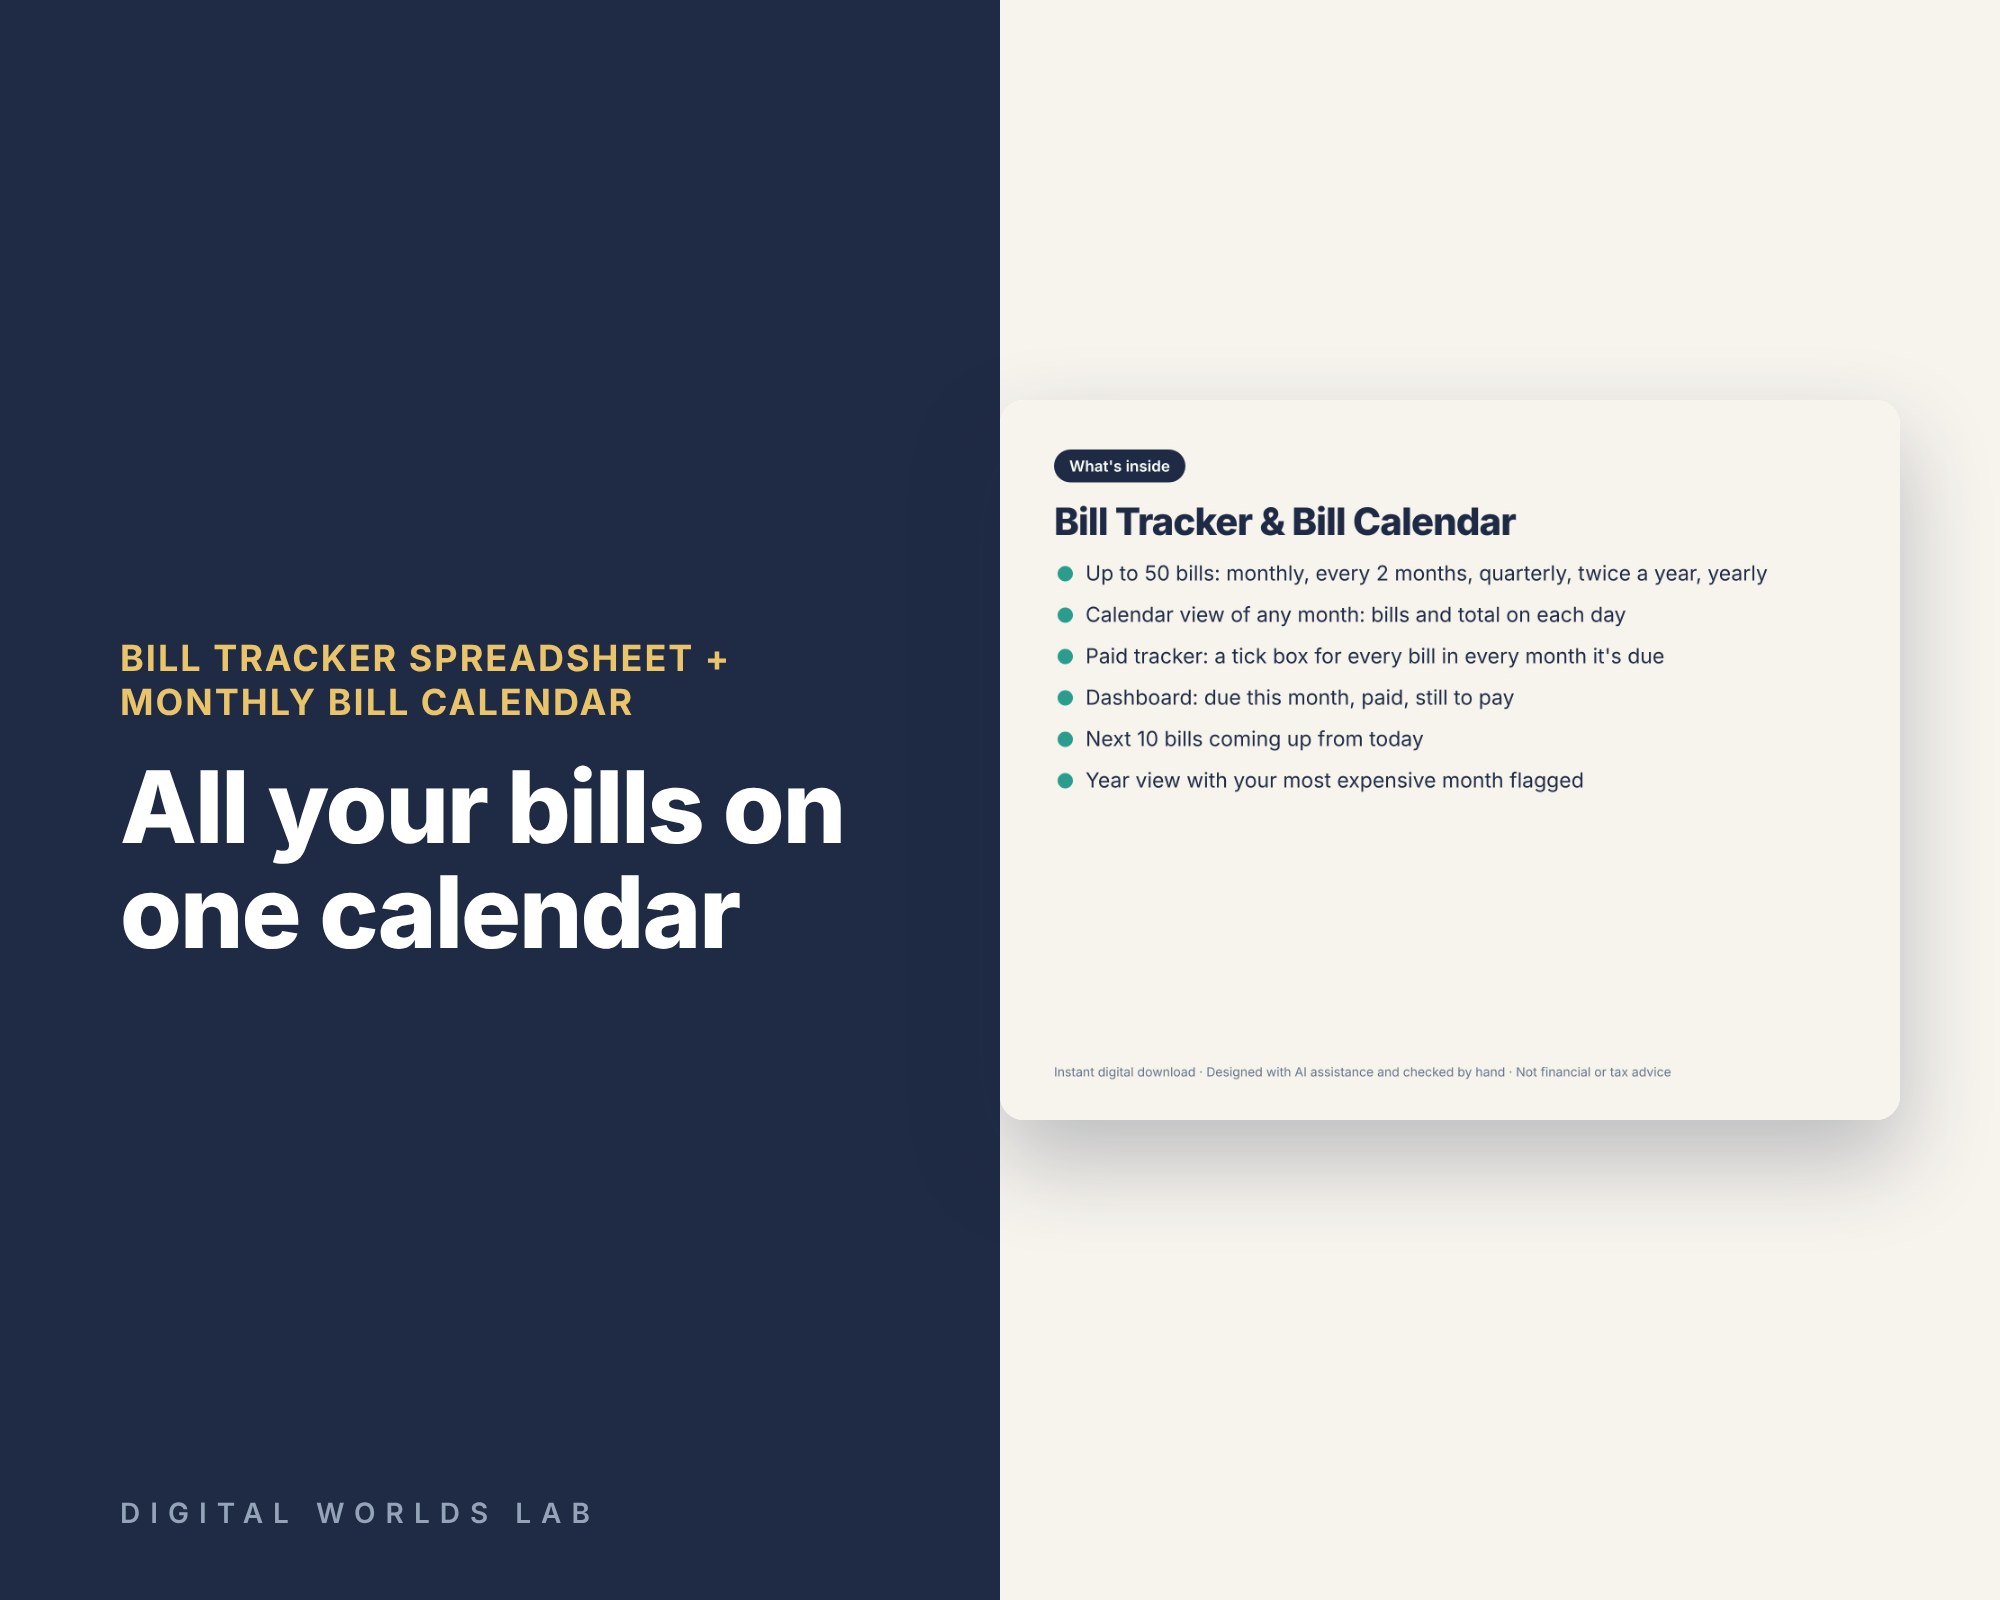 BILL TRACKER SPREADSHEET +
MONTHLY BILL CALENDAR
All your bills on
one calendar
DIGITAL WORLDS LAB
What's inside
Bill Tracker & Bill Calendar
Up to 50 bills: monthly, every 2 months, quarterly, twice a year, yearly
Calendar view of any month: bills and total on each day
Paid tracker: a tick box for every bill in every month it's due
Dashboard: due this month, paid, still to pay
Next 10 bills coming up from today
Year view with your most expensive month flagged
Instant digital download · Designed with AI assistance and checked by hand · Not financial or tax advice